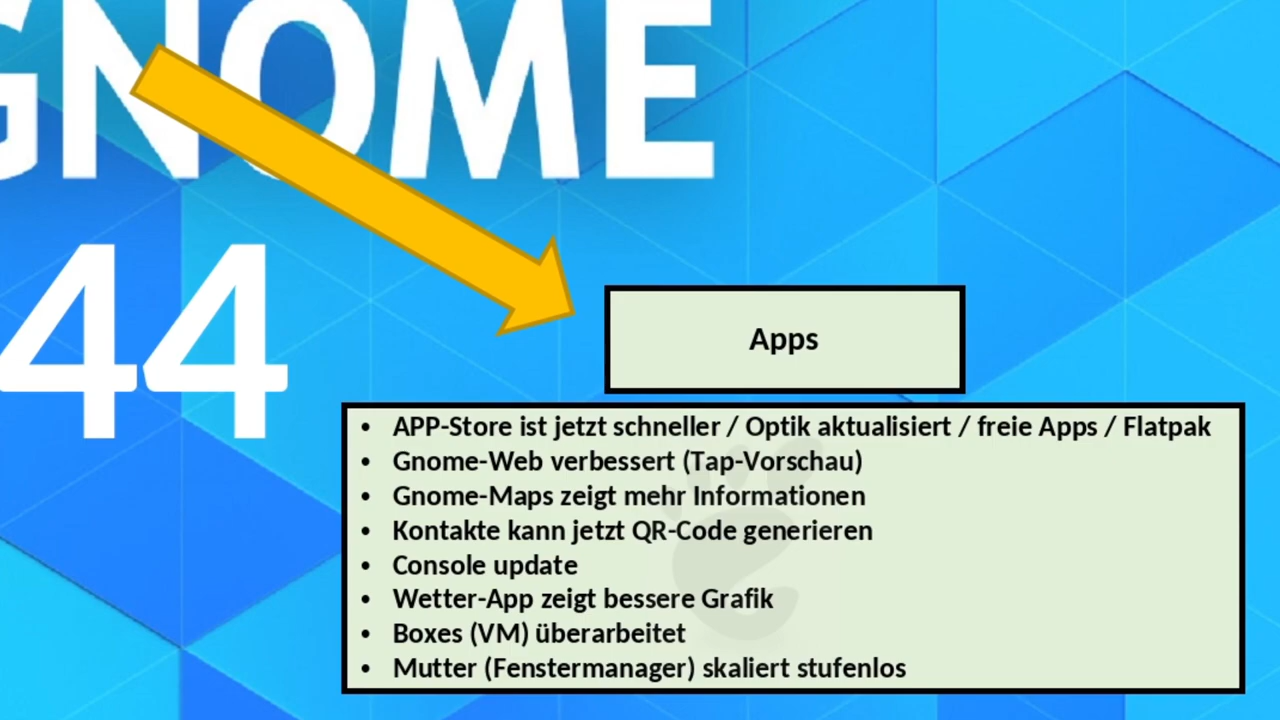 GNOME
44
Apps
• APP-Store ist jetzt schneller / Optik aktualisiert / freie Apps / Flatpak
• Gnome-Web verbessert (Tap-Vorschau)
• Gnome-Maps zeigt mehr Informationen
• Kontakte kann jetzt QR-Code generieren
• Console update
• Wetter-App zeigt bessere Grafik
• Boxes (VM) überarbeitet
• Mutter (Fenstermanager) skaliert stufenlos